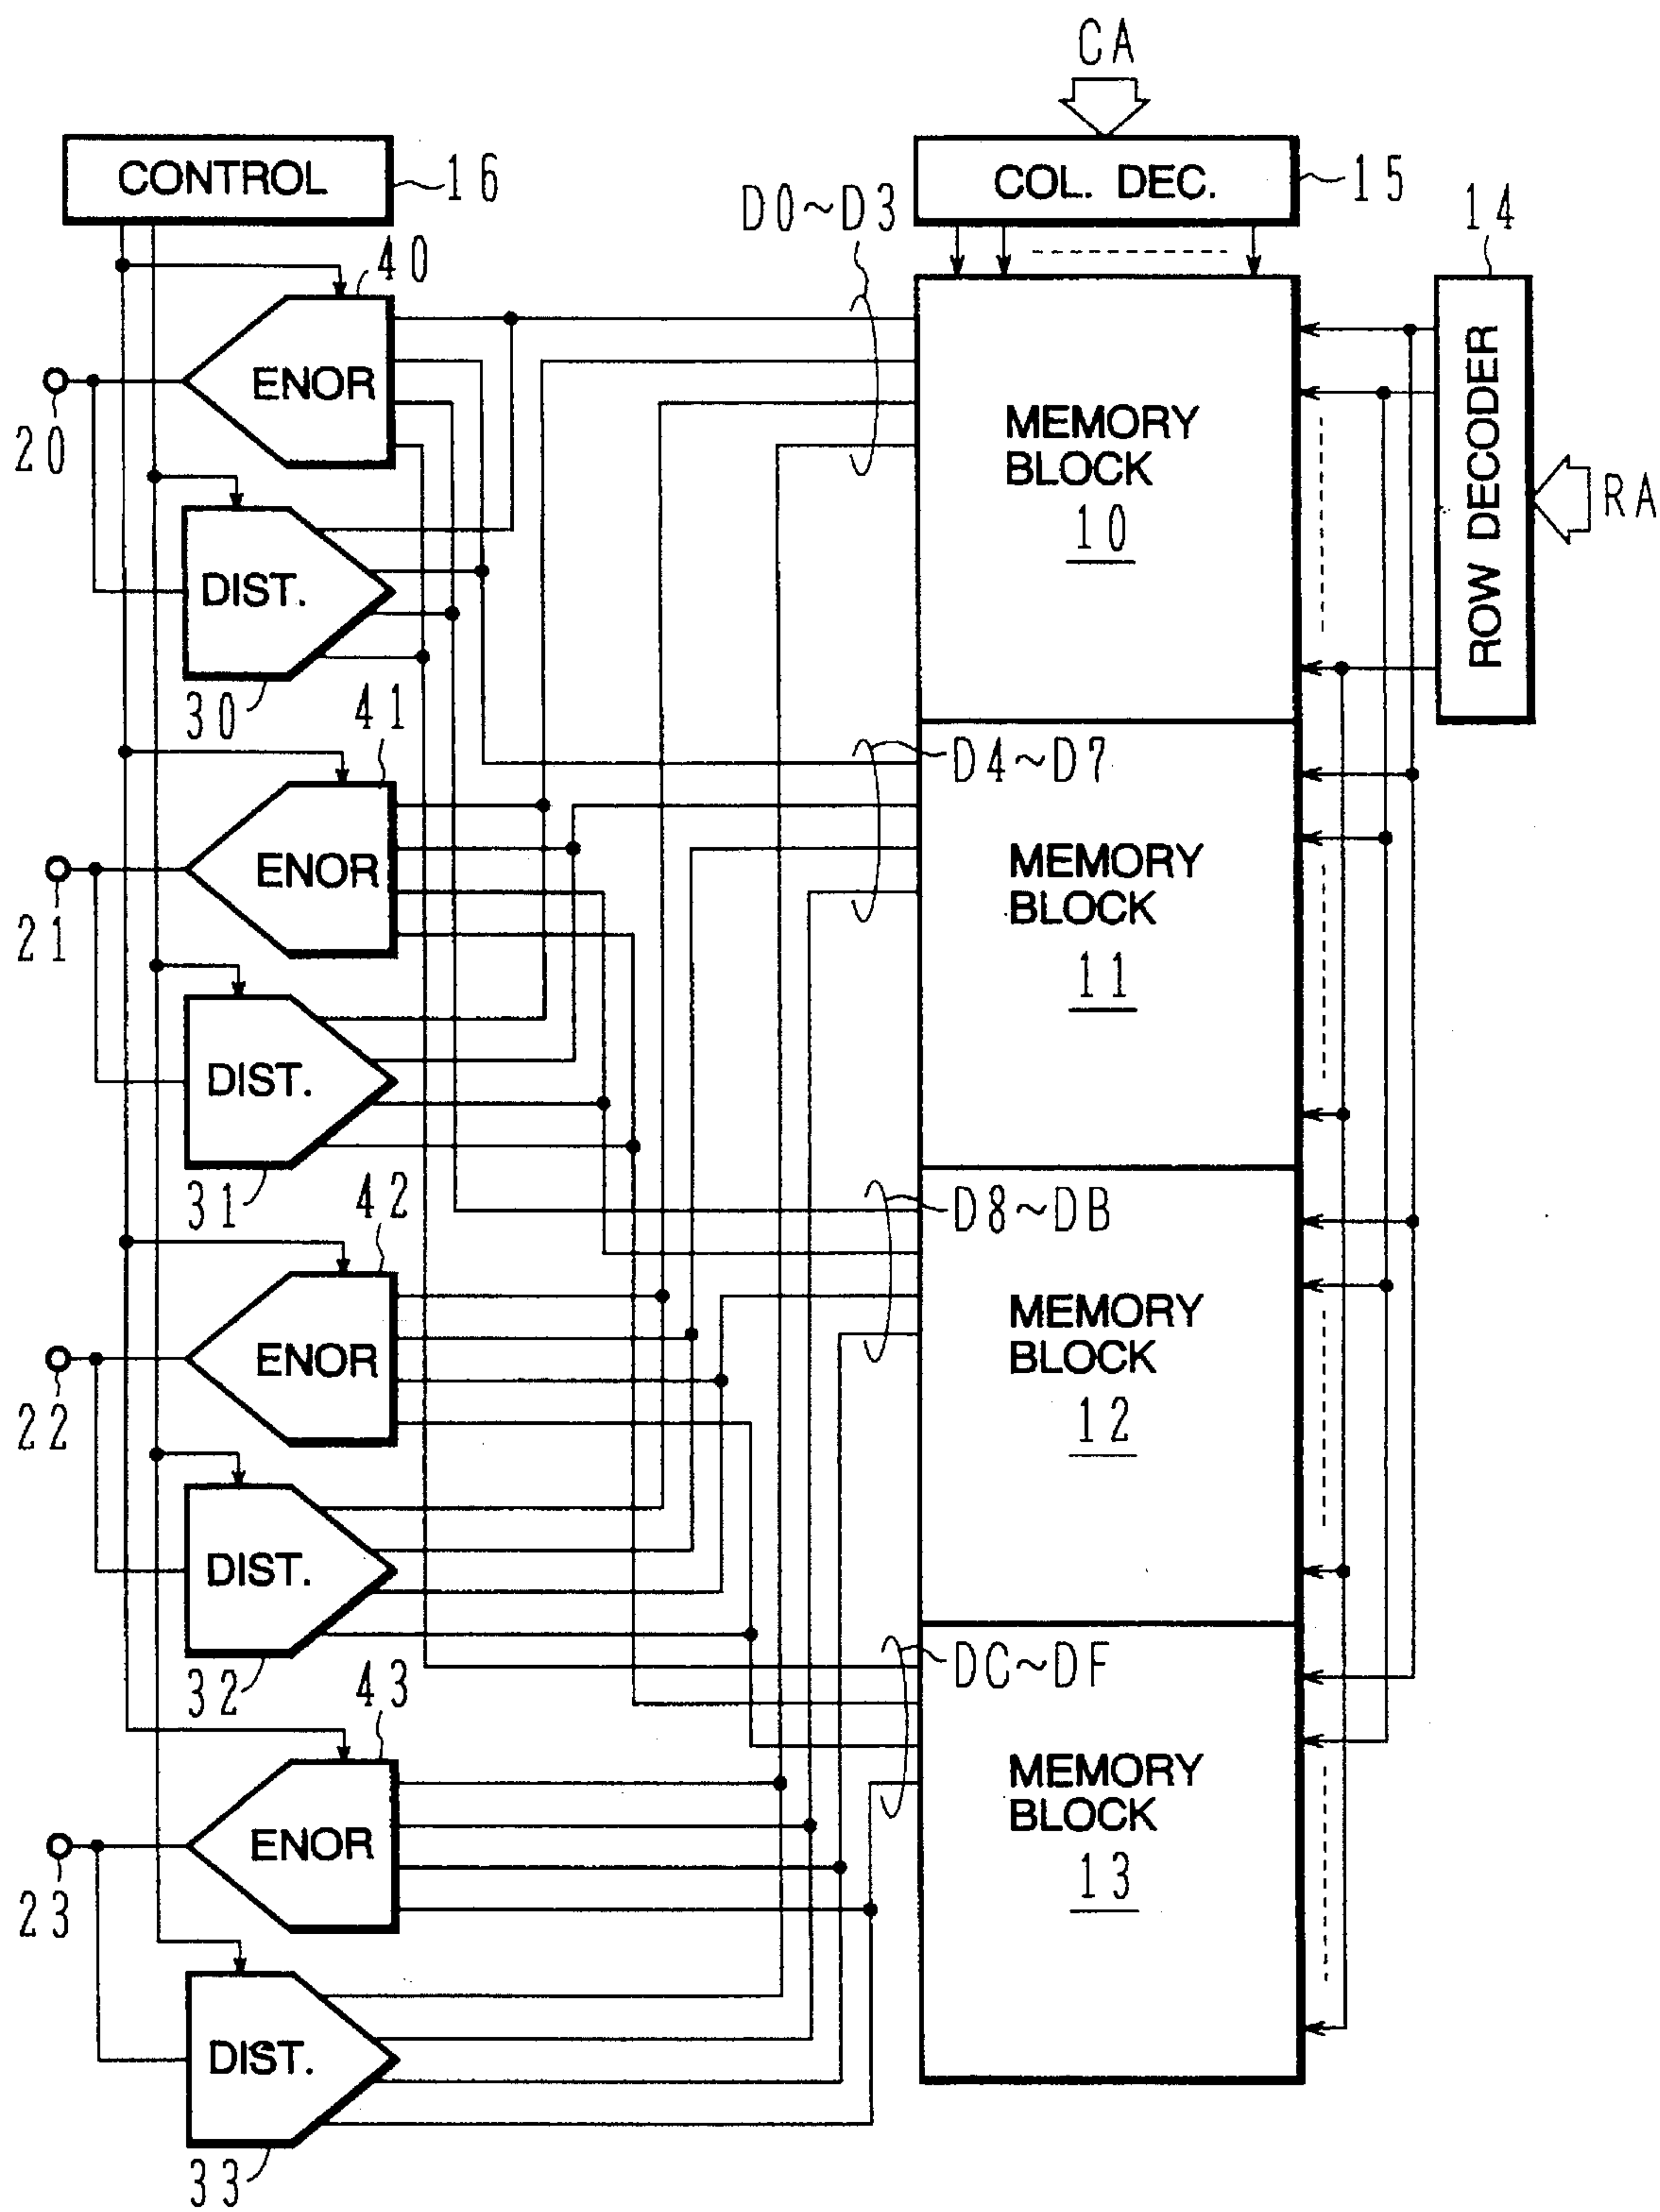 CA
CONTROL
16
COL. DEC.
15
D0~D3
14
40
ENOR
20
MEMORY
BLOCK
10
ROW DECODER
RA
DIST.
30
41
D4~D7
ENOR
21
MEMORY
BLOCK
11
DIST.
31
42
D8~DB
ENOR
22
MEMORY
BLOCK
12
DIST.
32
43
DC~DF
ENOR
23
MEMORY
BLOCK
13
DIST.
33